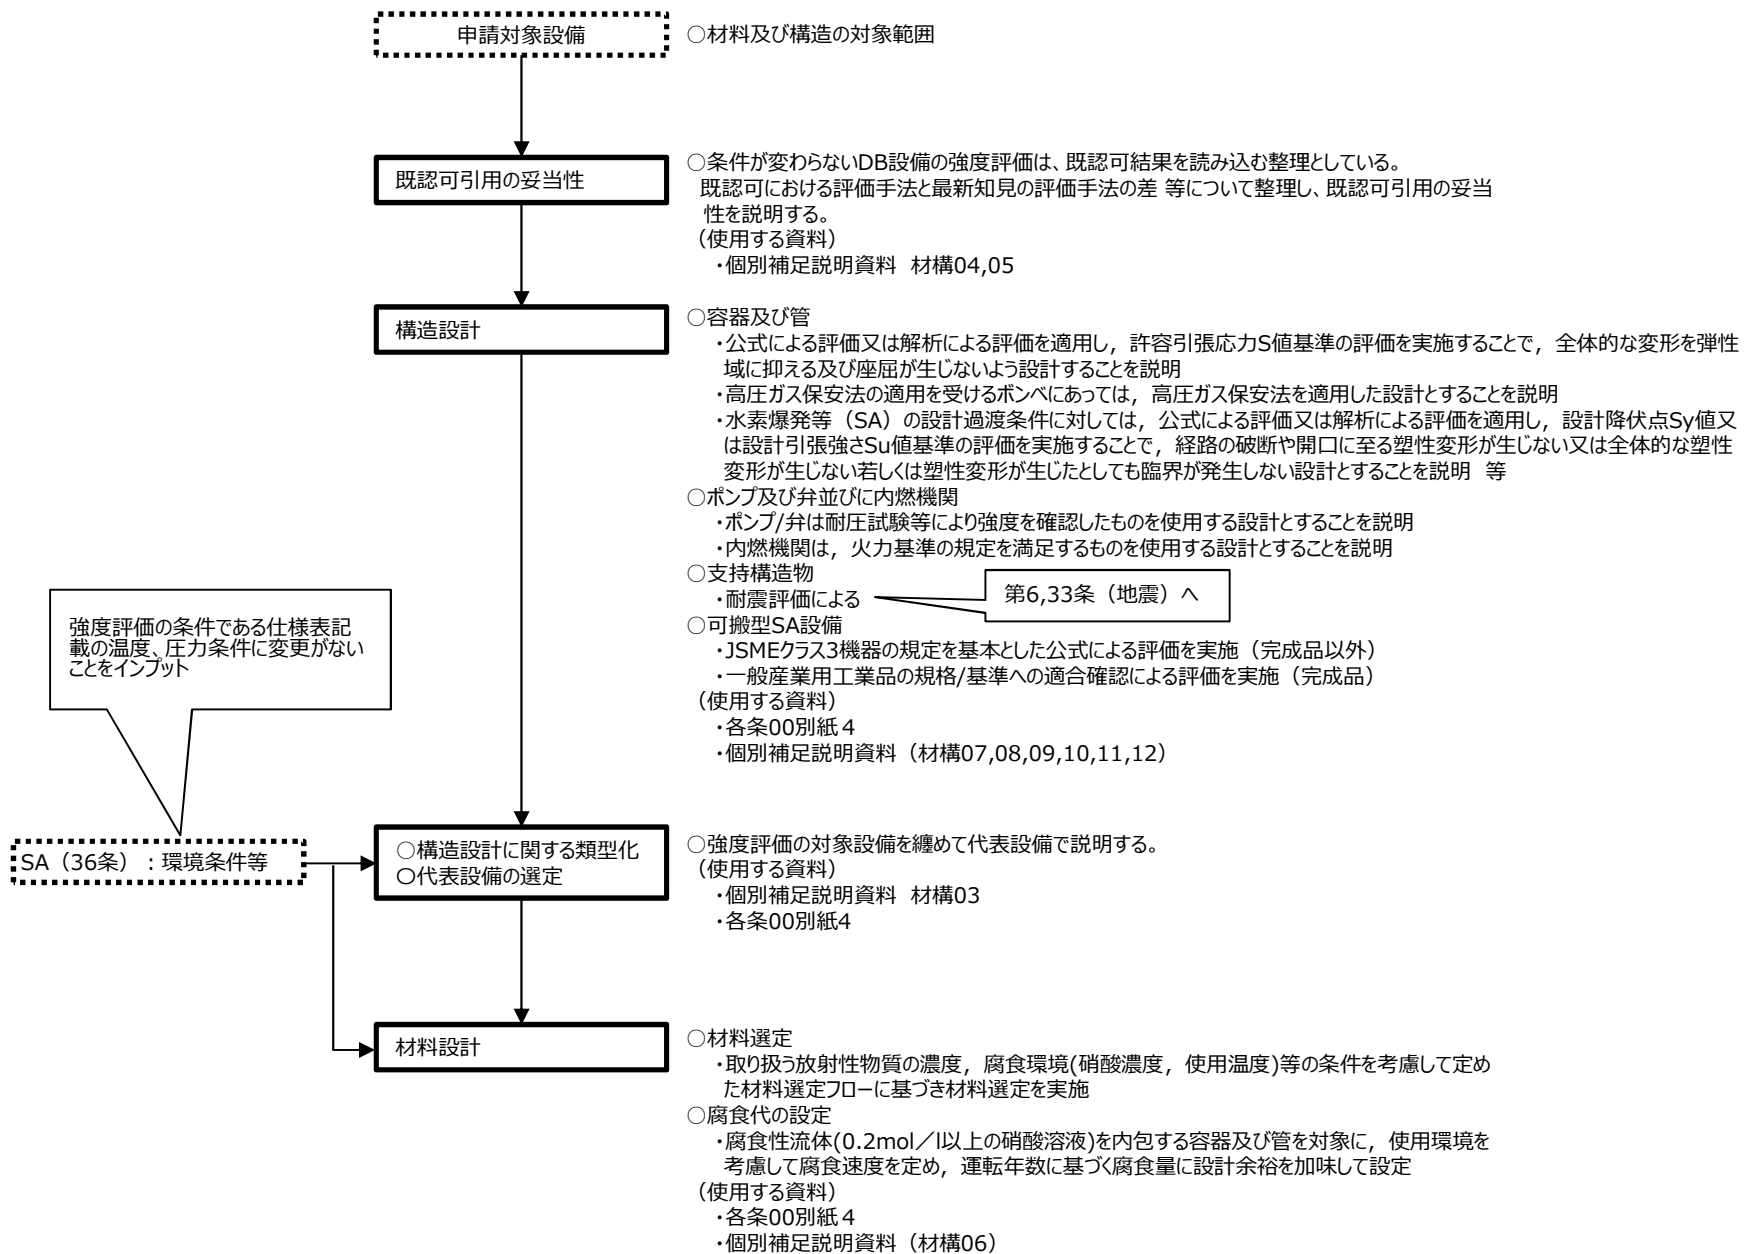 申請対象設備
○材料及び構造の対象範囲
既認可引用の妥当性
○条件が変わらないDB設備の強度評価は、既認可結果を読み込む整理としている。
既認可における評価手法と最新知見の評価手法の差 等について整理し、既認可引用の妥当
性を説明する。
（使用する資料）
・個別補足説明資料 材構04,05
構造設計
○容器及び管
・公式による評価又は解析による評価を適用し，許容引張応力S値基準の評価を実施することで，全体的な変形を弾性
域に抑える及び座屈が生じないよう設計することを説明
・高圧ガス保安法の適用を受けるボンベにあっては，高圧ガス保安法を適用した設計とすることを説明
・水素爆発等（SA）の設計過渡条件に対しては，公式による評価又は解析による評価を適用し，設計降伏点Sy値又
は設計引張強さSu値基準の評価を実施することで，経路の破断や開口に至る塑性変形が生じない又は全体的な塑性
変形が生じない若しくは塑性変形が生じたとしても臨界が発生しない設計とすることを説明 等
○ポンプ及び弁並びに内燃機関
・ポンプ/弁は耐圧試験等により強度を確認したものを使用する設計とすることを説明
・内燃機関は，火力基準の規定を満足するものを使用する設計とすることを説明
○支持構造物
・耐震評価による
第6,33条（地震）へ
○可搬型SA設備
・JSMEクラス3機器の規定を基本とした公式による評価を実施（完成品以外）
・一般産業用工業品の規格/基準への適合確認による評価を実施（完成品）
（使用する資料）
・各条00別紙４
・個別補足説明資料（材構07,08,09,10,11,12）
強度評価の条件である仕様表記
載の温度、圧力条件に変更がない
ことをインプット
SA（36条）：環境条件等
○構造設計に関する類型化
〇代表設備の選定
○強度評価の対象設備を纏めて代表設備で説明する。
（使用する資料）
・個別補足説明資料 材構03
・各条00別紙4
材料設計
○材料選定
・取り扱う放射性物質の濃度，腐食環境(硝酸濃度，使用温度)等の条件を考慮して定め
た材料選定フローに基づき材料選定を実施
○腐食代の設定
・腐食性流体(0.2mol／l以上の硝酸溶液)を内包する容器及び管を対象に，使用環境を
考慮して腐食速度を定め，運転年数に基づく腐食量に設計余裕を加味して設定
（使用する資料）
・各条00別紙４
・個別補足説明資料（材構06）